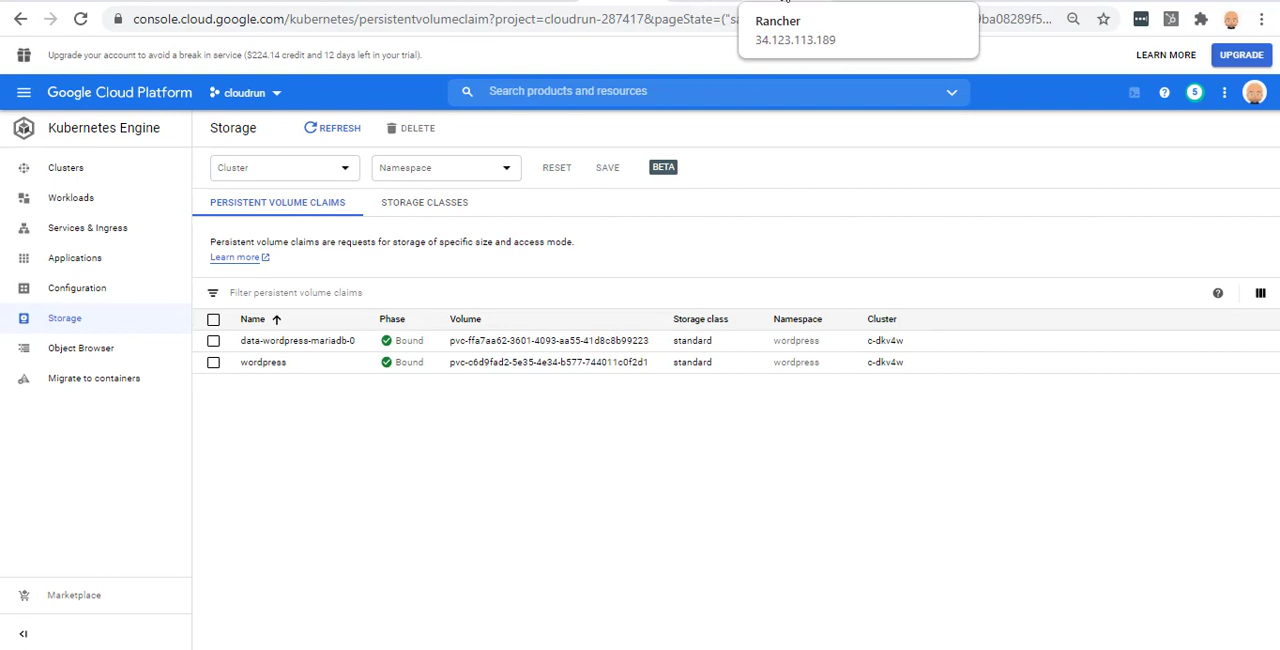 console.cloud.google.com/kubernetes/persistentvolumeclaim?project=cloudrun-287417&pageState=("sa
9ba08289f5...
Rancher
34.123.113.189
Upgrade your account to avoid a break in service ($224.14 credit and 12 days left in your trial).
LEARN MORE
UPGRADE
Google Cloud Platform
cloudrun
Search products and resources
5
Kubernetes Engine
Storage
REFRESH
DELETE
Clusters
Workloads
Services & Ingress
Applications
Configuration
Storage
Object Browser
Migrate to containers
Marketplace
Cluster
Namespace
RESET
SAVE
BETA
PERSISTENT VOLUME CLAIMS
STORAGE CLASSES
Persistent volume claims are requests for storage of specific size and access mode.
Learn more
Filter persistent volume claims
Name Phase Volume Storage class Namespace Cluster
data-wordpress-mariadb-0 Bound pvc-ffa7aa62-3601-4093-aa55-41d8c8b99223 standard wordpress c-dkv4w
wordpress Bound pvc-c6d9fad2-5e35-4e34-b577-744011c0f2d1 standard wordpress c-dkv4w